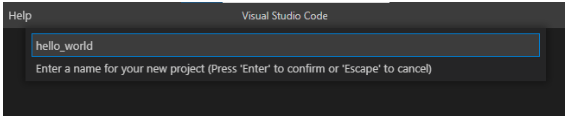 Help Visual Studio Code
hello_world
Enter a name for your new project (Press 'Enter' to confirm or 'Escape' to cancel)